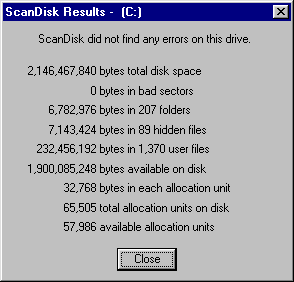 ScanDisk Results - (C:)
ScanDisk did not find any errors on this drive.
2,146,467,840 bytes total disk space
0 bytes in bad sectors
6,782,976 bytes in 207 folders
7,143,424 bytes in 89 hidden files
232,456,192 bytes in 1,370 user files
1,900,085,248 bytes available on disk
32,768 bytes in each allocation unit
65,505 total allocation units on disk
57,986 available allocation units
Close